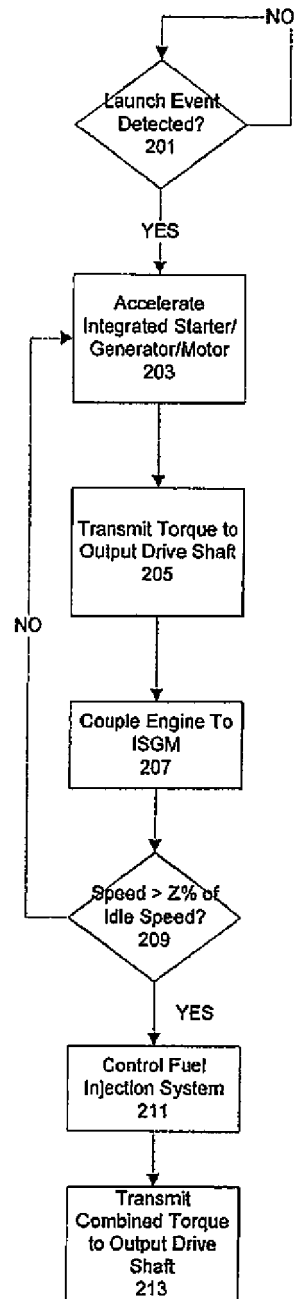 NO
Launch Event
Detected?
201
YES
Accelerate
Integrated Starter/
Generator/Motor
203
Transmit Torque to
Output Drive Shaft
205
NO
Couple Engine To
ISGM
207
Speed > Z% of
Idle Speed?
209
YES
Control Fuel
Injection System
211
Transmit
Combined Torque
to Output Drive
Shaft
213